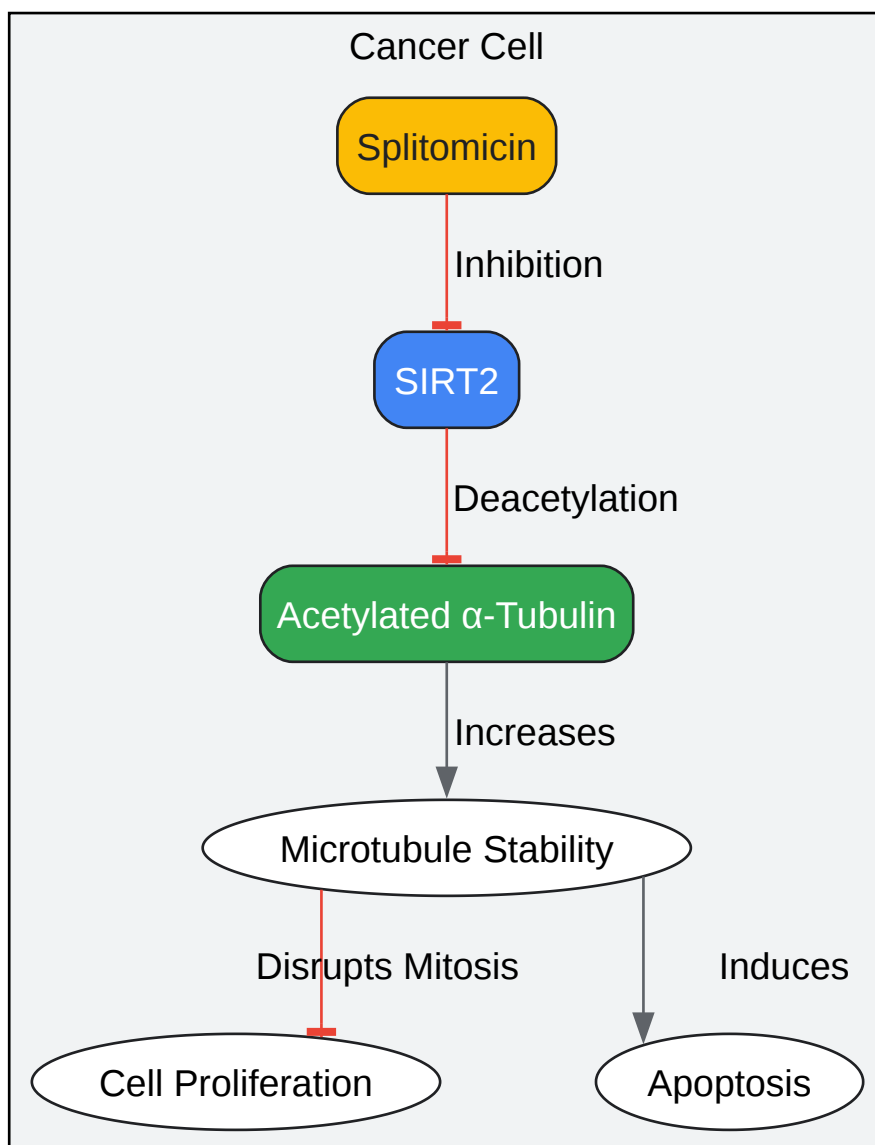 Cancer Cell
Splitomicin
Inhibition
SIRT2
Deacetylation
Acetylated α-Tubulin
Increases
Microtubule Stability
Disrupts Mitosis
Induces
Cell Proliferation
Apoptosis